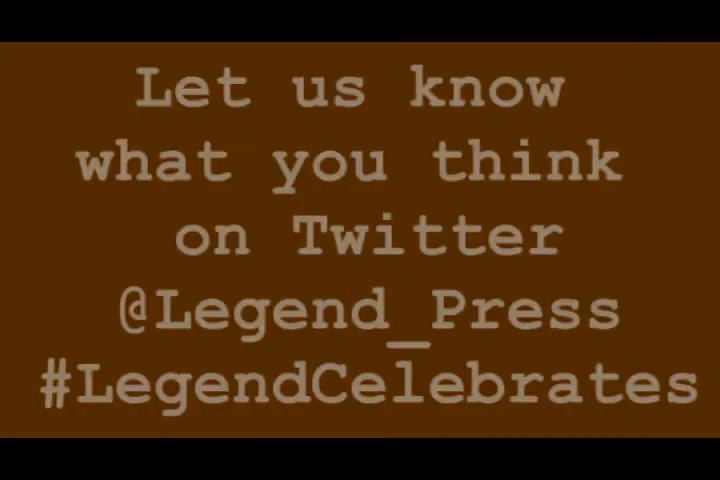 Let us know
what you think
on Twitter
@Legend_Press
#LegendCelebrates